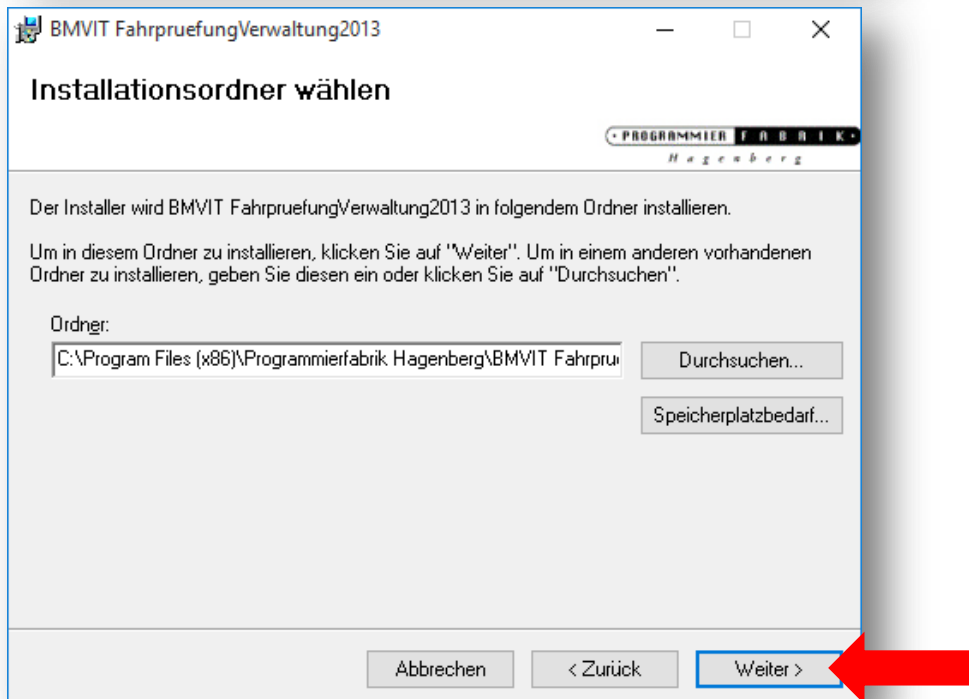 BMVIT FahrpruefungVerwaltung2013
Installationsordner wählen
PROGRAMMIER FABRIK
Hagenberg
Der Installer wird BMVIT FahrpruefungVerwaltung2013 in folgendem Ordner installieren.
Um in diesem Ordner zu installieren, klicken Sie auf "Weiter". Um in einem anderen vorhandenen
Ordner zu installieren, geben Sie diesen ein oder klicken Sie auf "Durchsuchen".
Ordner:
C:\Program Files (x86)\Programmierfabrik Hagenberg\BMVIT Fahrpru
Durchsuchen...
Speicherplatzbedarf...
Abbrechen
< Zurück
Weiter >